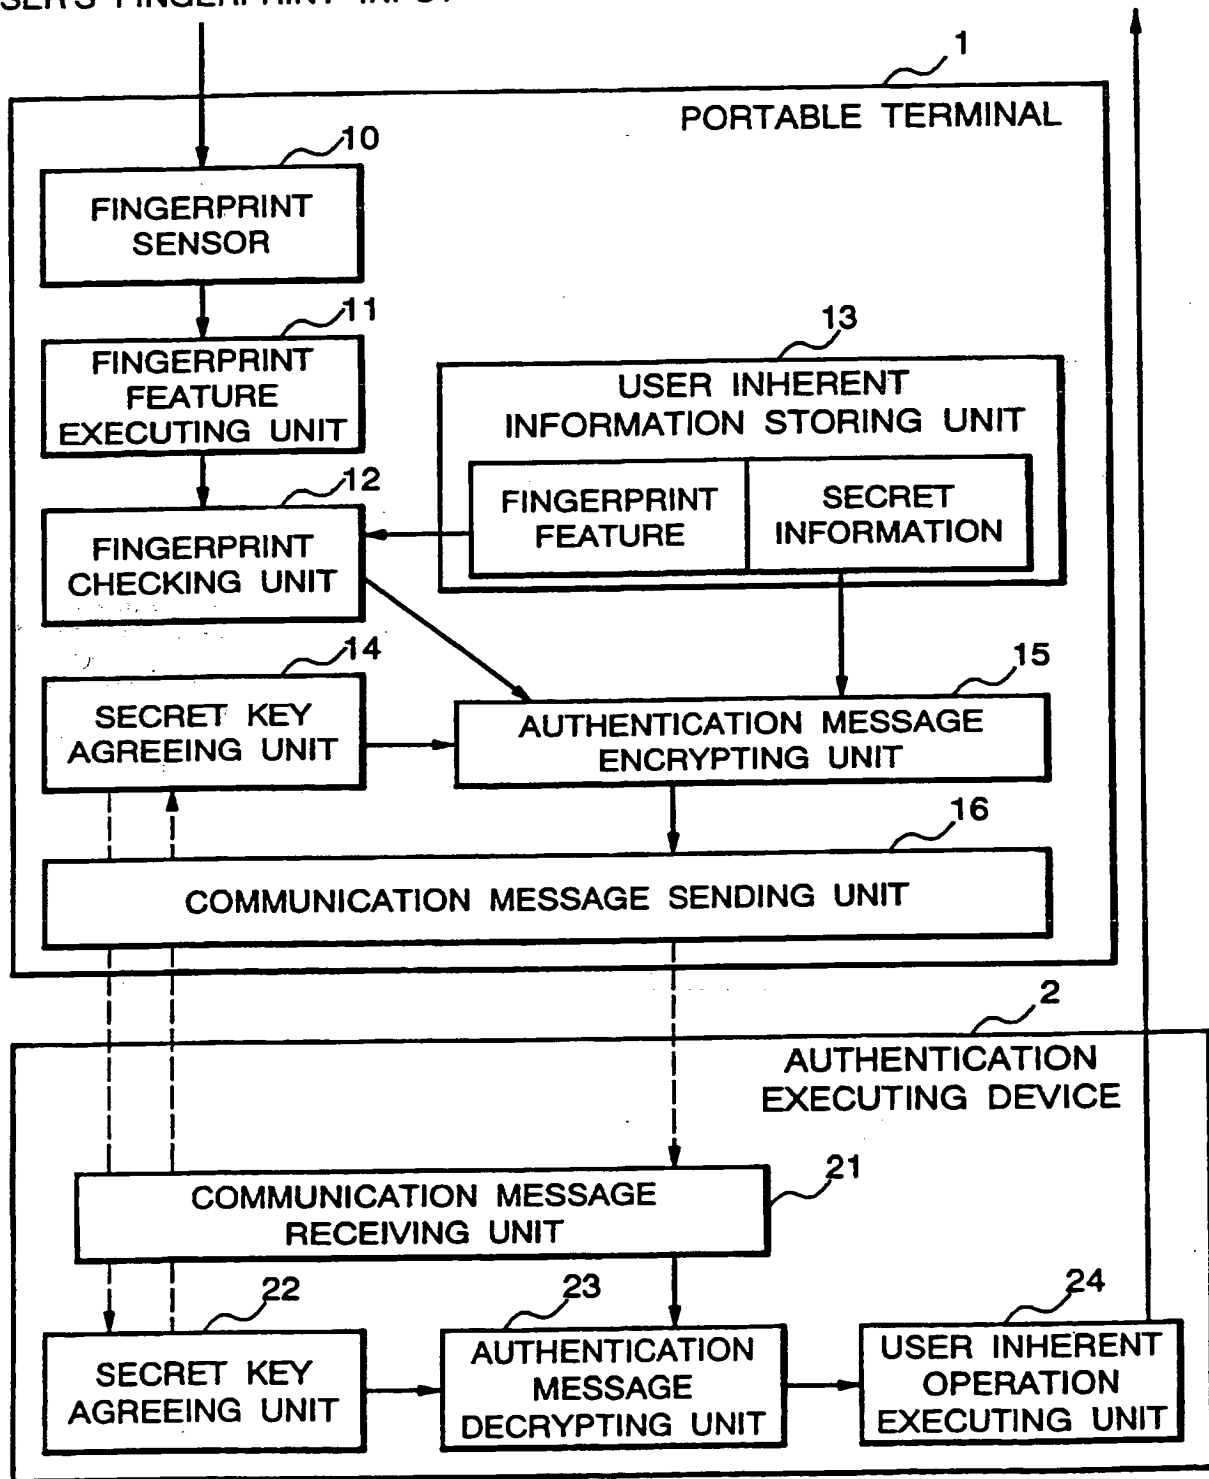 1
PORTABLE TERMINAL
10
FINGERPRINT
SENSOR
11
FINGERPRINT
FEATURE
EXECUTING UNIT
13
USER INHERENT
INFORMATION STORING UNIT
FINGERPRINT
FEATURE
SECRET
INFORMATION
12
FINGERPRINT
CHECKING UNIT
14
SECRET KEY
AGREEING UNIT
15
AUTHENTICATION MESSAGE
ENCRYPTING UNIT
16
COMMUNICATION MESSAGE SENDING UNIT
2
AUTHENTICATION
EXECUTING DEVICE
21
COMMUNICATION MESSAGE
RECEIVING UNIT
22
SECRET KEY
AGREEING UNIT
23
AUTHENTICATION
MESSAGE
DECRYPTING UNIT
24
USER INHERENT
OPERATION
EXECUTING UNIT